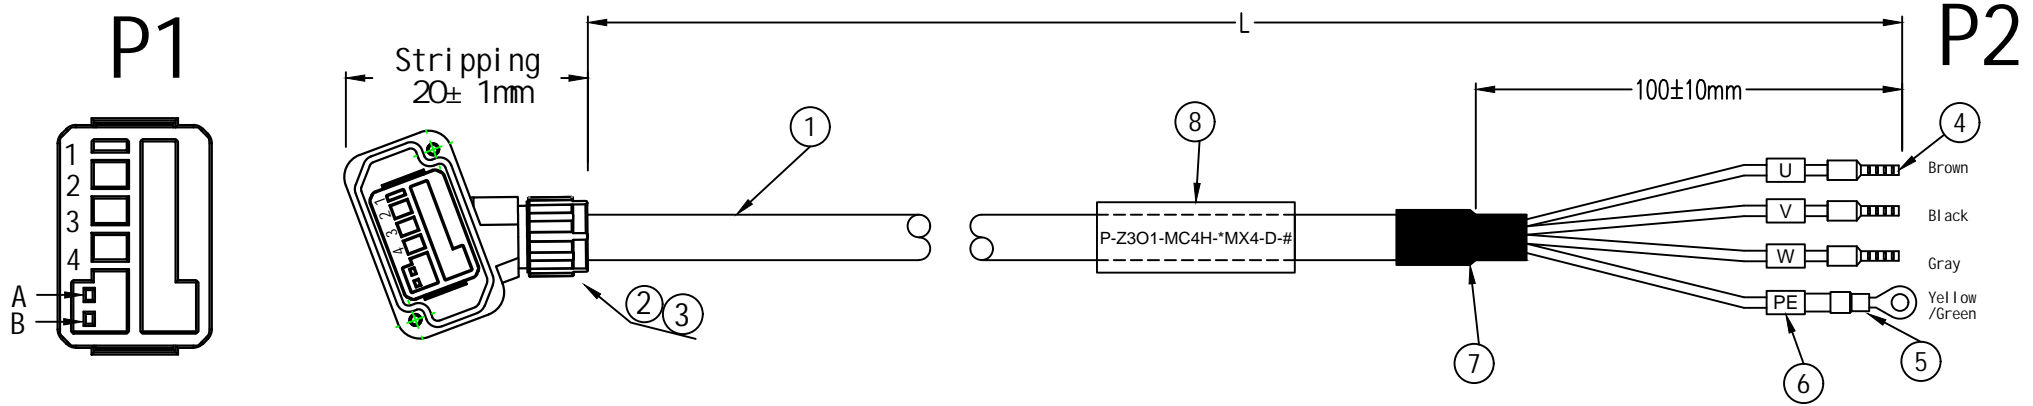 P1
1
2
3
4
A
B
Stripping
20± 1mm
1
2
3
4
L
P2
100±10mm
1
8
P-Z3O1-MC4H-*MX4-D-#
2
3
7
U
V
W
PE
4
Brown
Black
Gray
Yellow
/Green
5
6